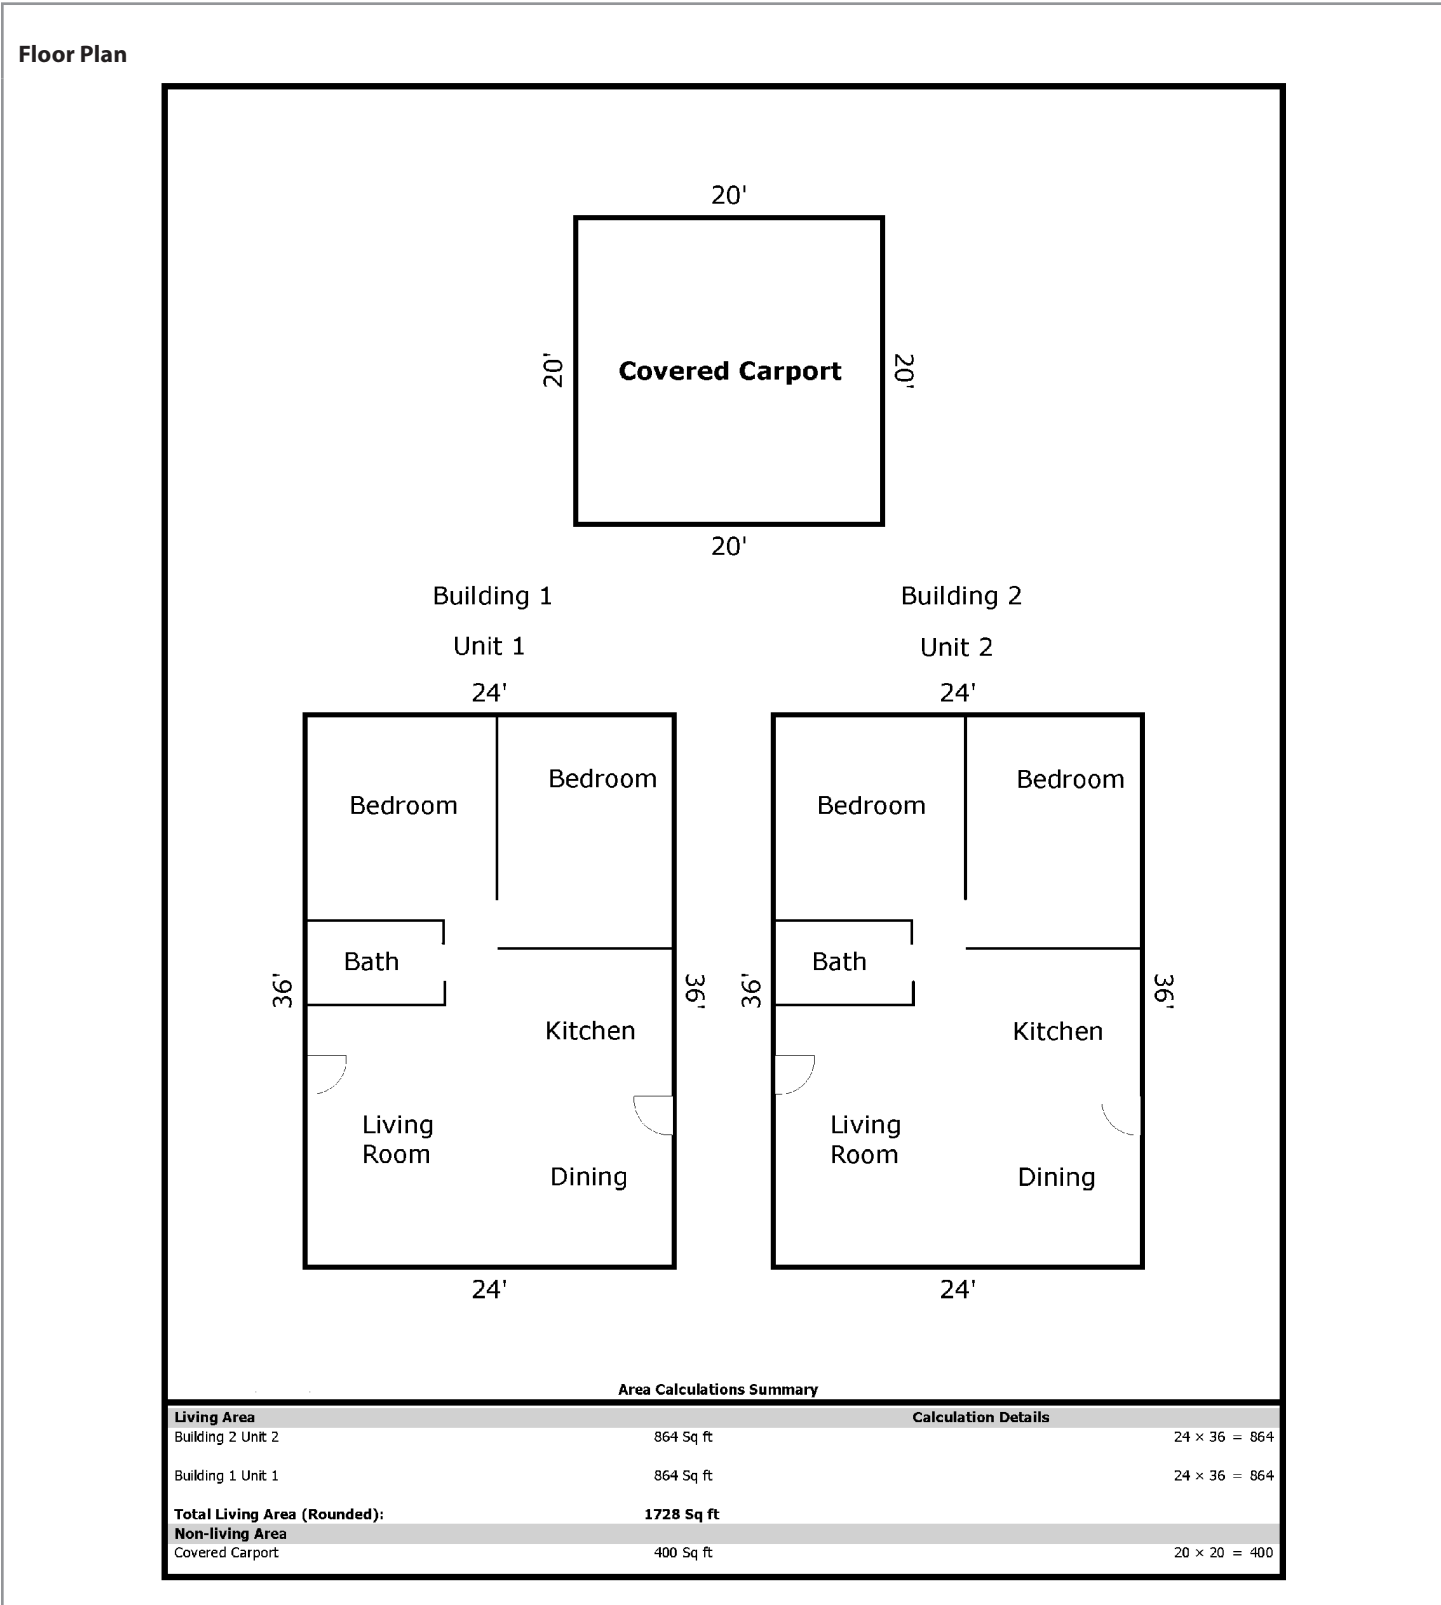 Floor Plan
20'
20'
Covered Carport
20'
20'
Building 1
Building 2
Unit 1
Unit 2
24'
24'
Bedroom
Bedroom
Bedroom
Bedroom
Bath
Bath
36'
36'
36'
36'
Kitchen
Kitchen
Living
Room
Living
Room
Dining
Dining
24'
24'
Area Calculations Summary
Living Area Calculation Details
Building 2 Unit 2 864 Sq ft 24 × 36 = 864
Building 1 Unit 1 864 Sq ft 24 × 36 = 864
Total Living Area (Rounded): 1728 Sq ft
Non-living Area
Covered Carport 400 Sq ft 20 × 20 = 400